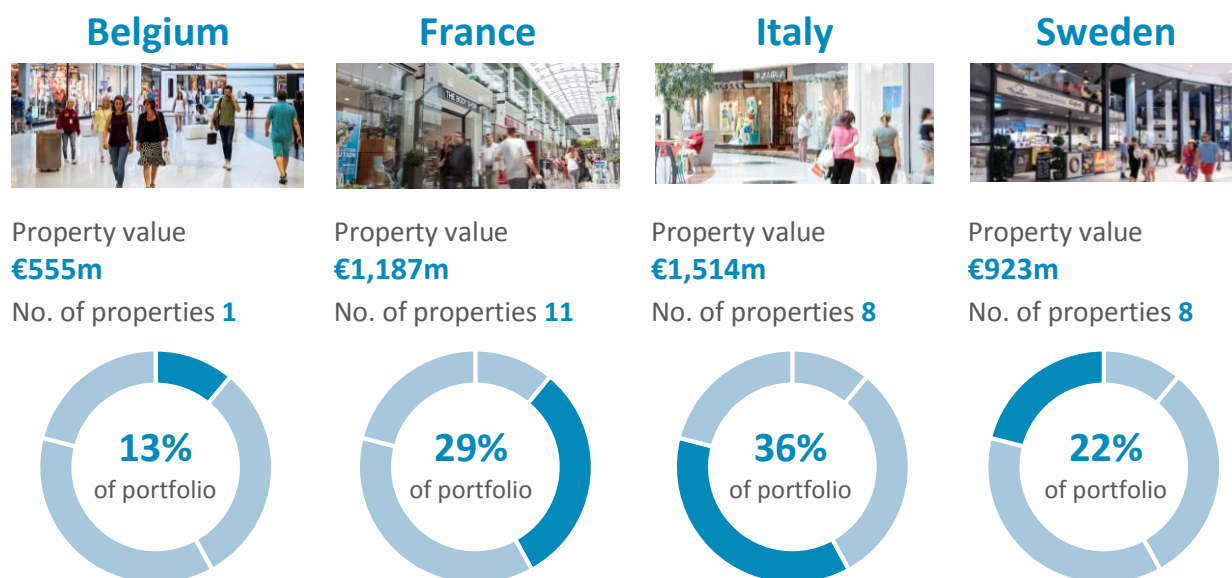 Belgium
France
Italy
Sweden
THE BODY SHOP
Property value
€555m
No. of properties 1
Property value
€1,187m
No. of properties 11
Property value
€1,514m
No. of properties 8
Property value
€923m
No. of properties 8
13%
of portfolio
29%
of portfolio
36%
of portfolio
22%
of portfolio